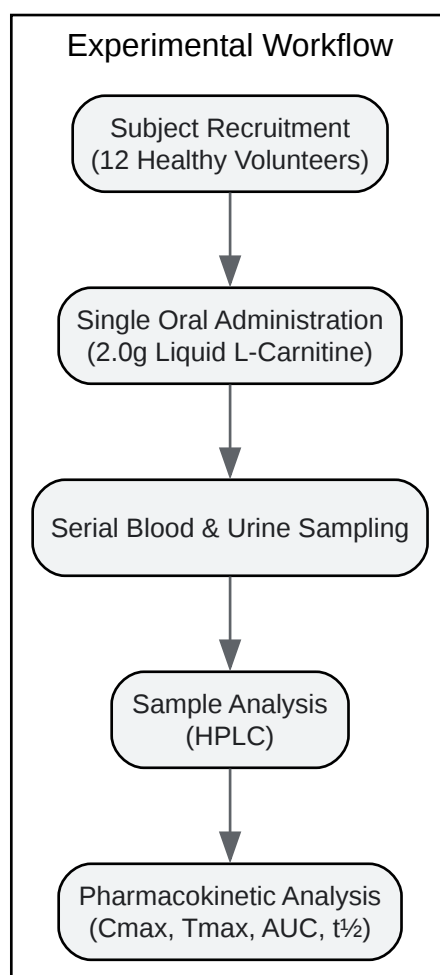 Experimental Workflow
Subject Recruitment
(12 Healthy Volunteers)
Single Oral Administration
(2.0g Liquid L-Carnitine)
Serial Blood & Urine Sampling
Sample Analysis
(HPLC)
Pharmacokinetic Analysis
(Cmax, Tmax, AUC, t½)